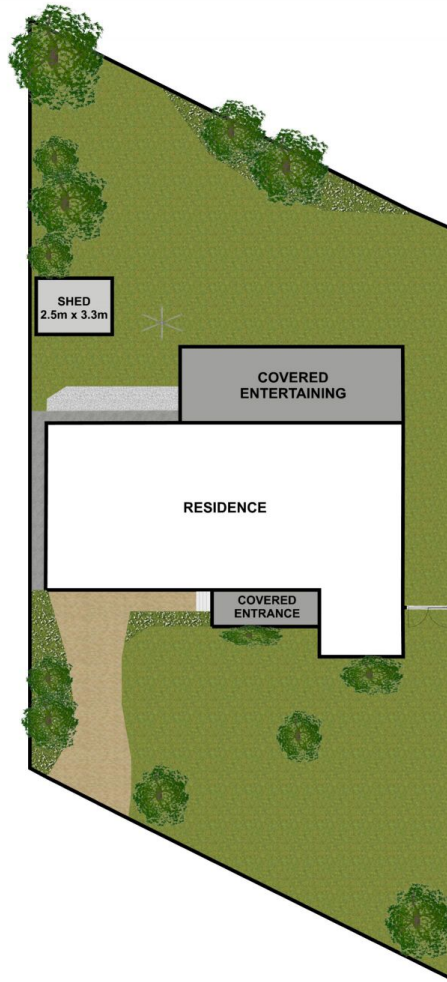 SHED
2.5m x 3.3m
COVERED
ENTERTAINING
RESIDENCE
COVERED
ENTRANCE